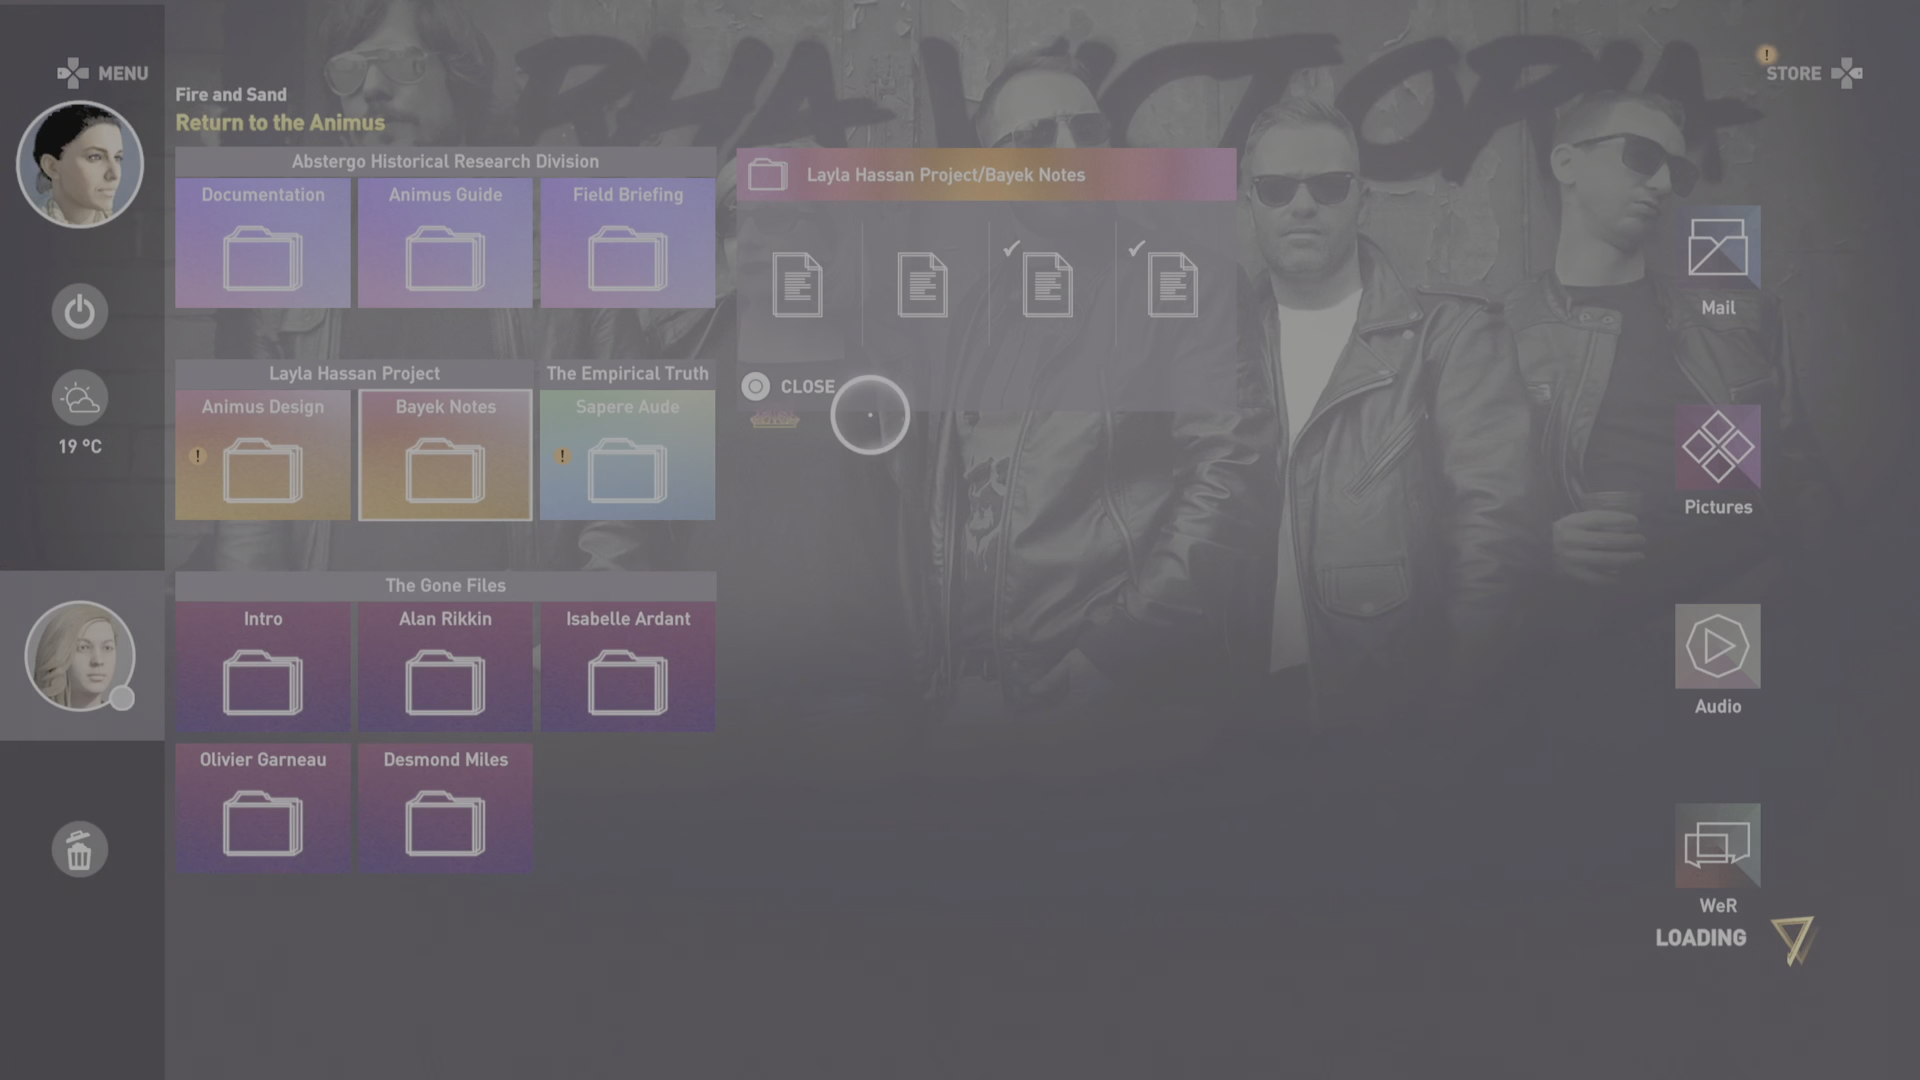 MENU
STORE
!
Fire and Sand
Return to the Animus
Abstergo Historical Research Division
Documentation
Animus Guide
Field Briefing
Layla Hassan Project/Bayek Notes
CLOSE
Layla Hassan Project
The Empirical Truth
Animus Design
Bayek Notes
Sapere Aude
!
!
19 °C
The Gone Files
Intro
Alan Rikkin
Isabelle Ardant
Olivier Garneau
Desmond Miles
Mail
Pictures
Audio
WeR
LOADING